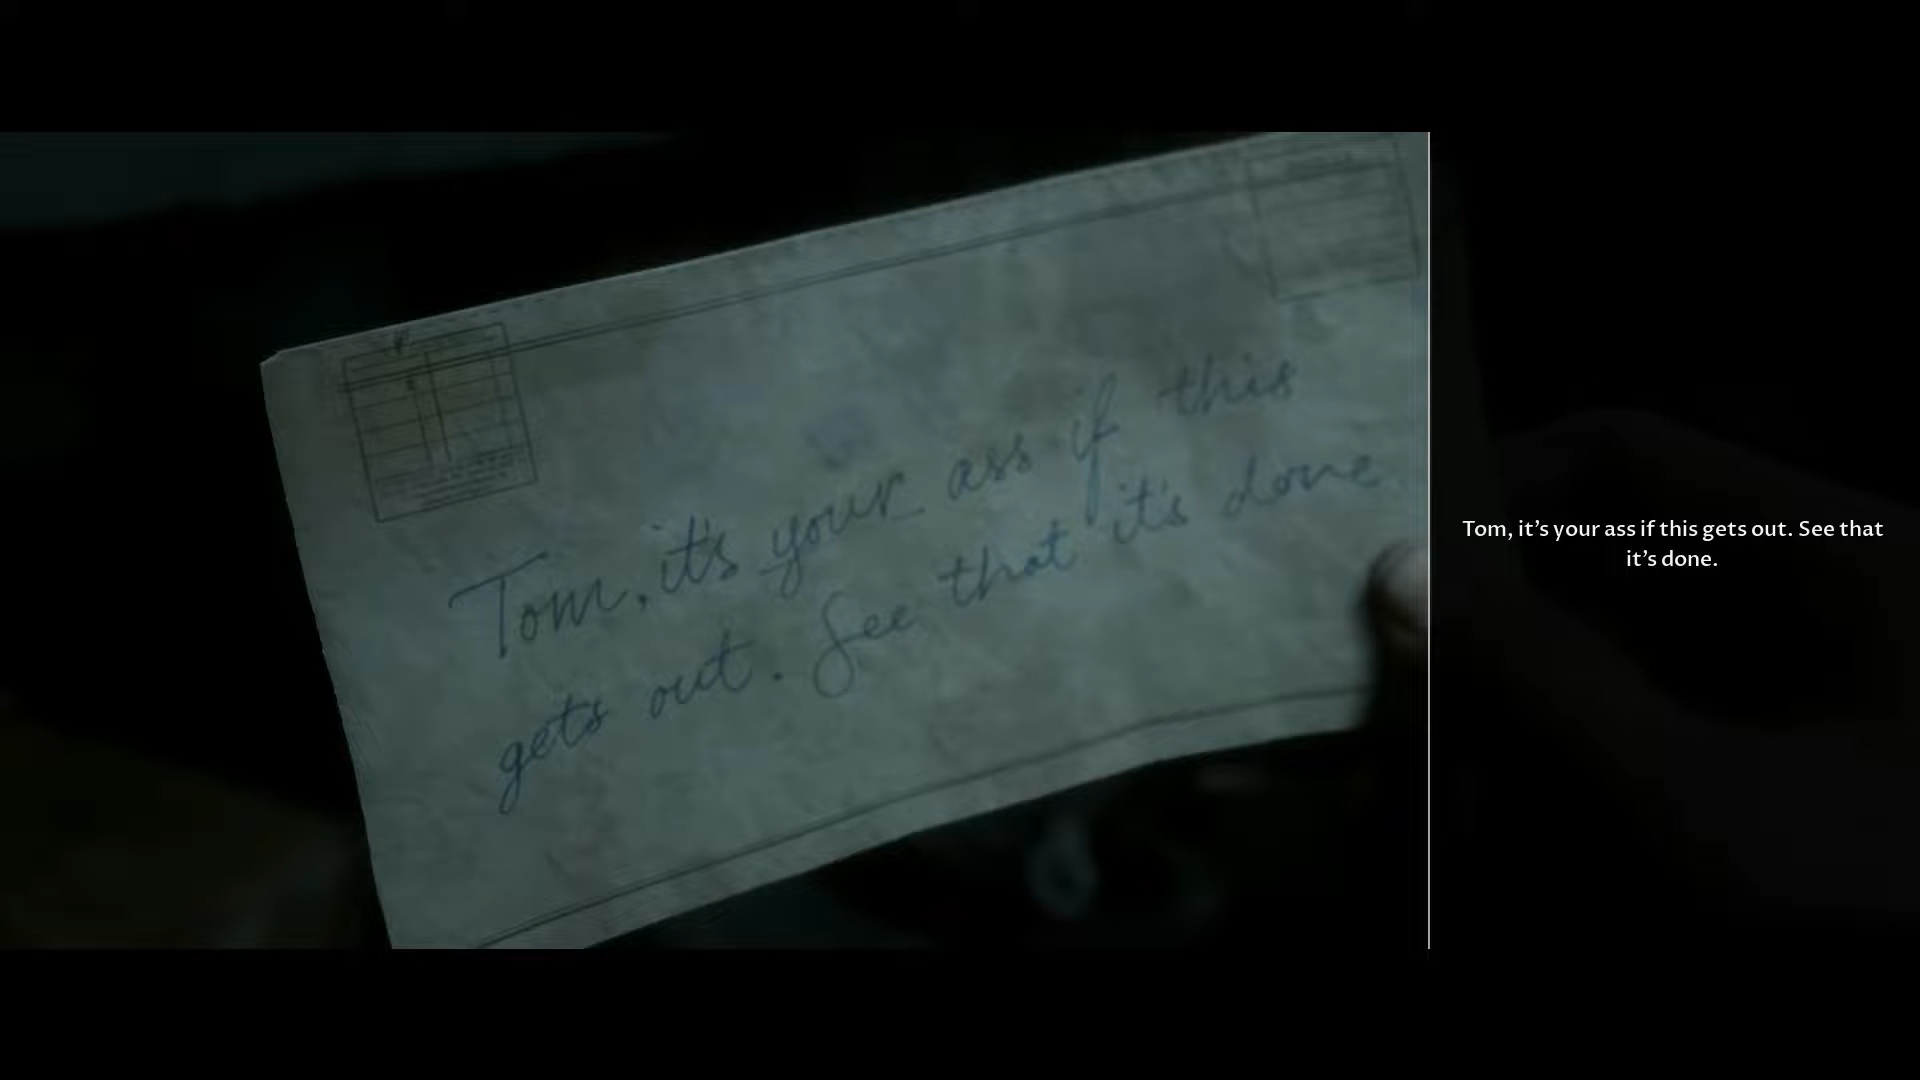 Tom, it's your ass if this
gets out. See that it's done.
Tom, it’s your ass if this gets out. See that
it’s done.